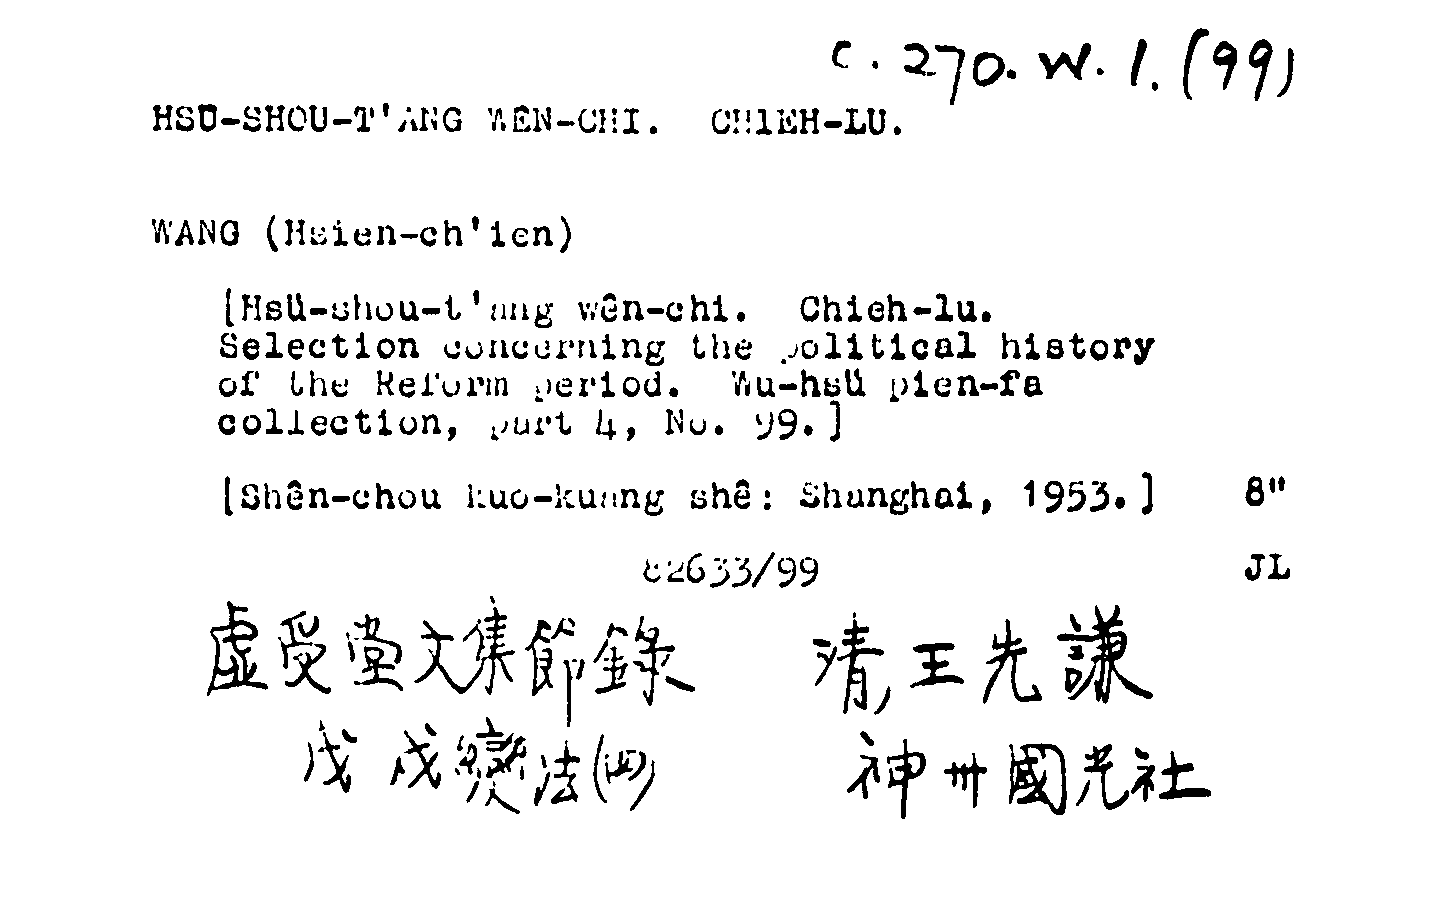 c. 270. W. 1. (99)
HSÜ-SHOU-T'ANG WÊN-CHI. CHIEH-LU.
WANG (Hsien-ch'ien)
[Hsü-shou-t'ang wên-chi. Chieh-lu.
Selection concerning the political history
of the Reform period. Wu-hsü pien-fa
collection, part 4, No. 99.]
[Shên-chou kuo-kuang shê: Shanghai, 1953.] 8"
82633/99 JL
虛受堂文集節錄 清王先謙
戊戌變法(四) 神州國光社